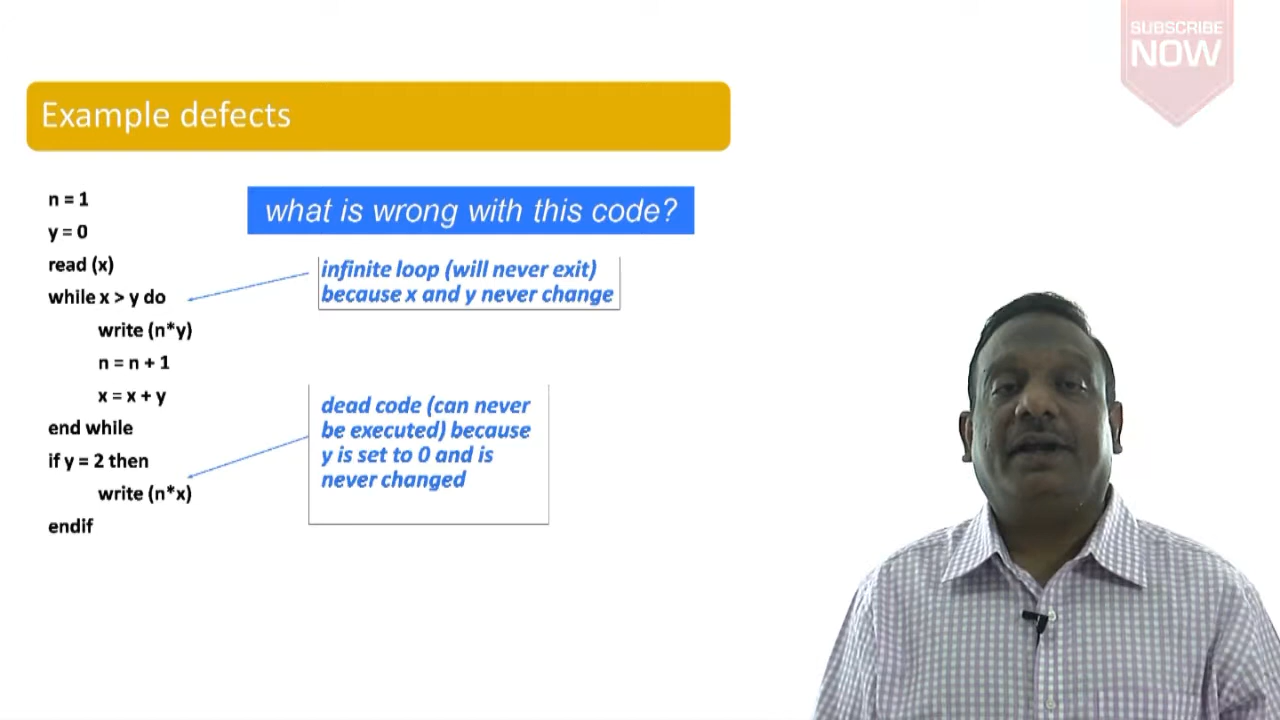 SUBSCRIBE
NOW
Example defects
what is wrong with this code?
n = 1
y = 0
read (x)
while x > y do
write (n*y)
n = n + 1
x = x + y
end while
if y = 2 then
write (n*x)
endif
infinite loop (will never exit)
because x and y never change
dead code (can never
be executed) because
y is set to 0 and is
never changed